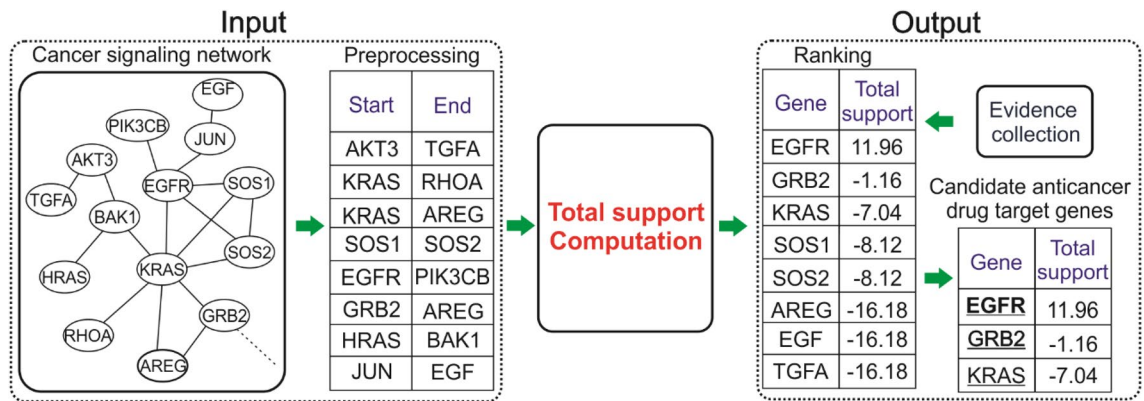 Input
Output
Cancer signaling network
EGF
PIK3CB
JUN
AKT3
TGFA
EGFR
SOS1
BAK1
SOS2
HRAS
KRAS
GRB2
RHOA
AREG
Preprocessing
Start End
AKT3 TGFA
KRAS RHOA
KRAS AREG
SOS1 SOS2
EGFR PIK3CB
GRB2 AREG
HRAS BAK1
JUN EGF
Total support
Computation
Ranking
Gene Total support
EGFR 11.96
GRB2 -1.16
KRAS -7.04
SOS1 -8.12
SOS2 -8.12
AREG -16.18
EGF -16.18
TGFA -16.18
Evidence
collection
Candidate anticancer
drug target genes
Gene Total support
EGFR 11.96
GRB2 -1.16
KRAS -7.04